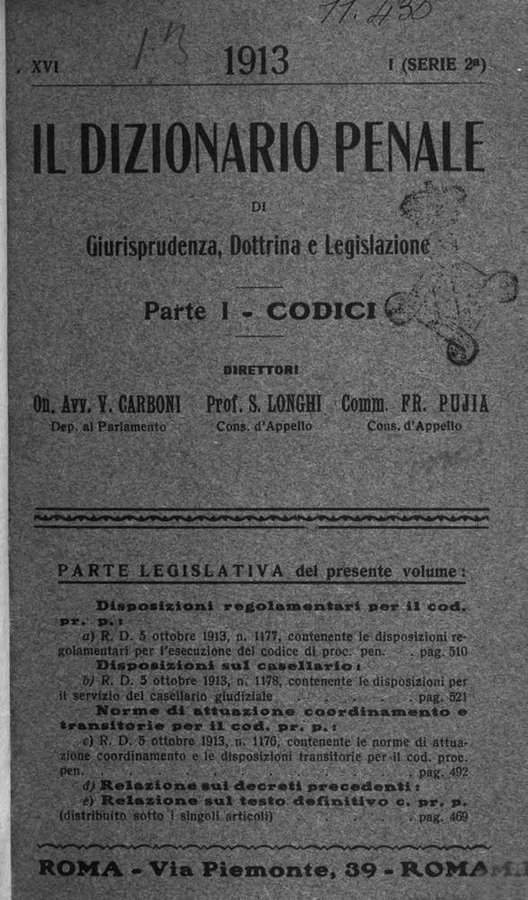 11.430
XVI 1913 I (SERIE 2ª)
IL DIZIONARIO PENALE
DI
Giurisprudenza, Dottrina e Legislazione
Parte I - CODICI
DIRETTORI
On. Avv. V. CARBONI Prof. S. LONGHI Comm. FR. PUJIA
Dep. al Parlamento Cons. d'Appello Cons. d'Appello
PARTE LEGISLATIVA del presente volume:
Disposizioni regolamentari per il cod.
pr. p.:
a) R. D. 5 ottobre 1913, n. 1177, contenente le disposizioni re-
golamentari per l'esecuzione del codice di proc. pen. . pag. 510
Disposizioni sul casellario:
b) R. D. 5 ottobre 1913, n. 1178, contenente le disposizioni per
il servizio del casellario giudiziale . . . . . pag. 521
Norme di attuazione coordinamento e
transitorie per il cod. pr. p.:
c) R. D. 5 ottobre 1913, n. 1176, contenente le norme di attua-
zione coordinamento e le disposizioni transitorie per il cod. proc.
pen. . . . . . . . . . . pag. 492
d) Relazione sui decreti precedenti:
e) Relazione sul testo definitivo c. pr. p.
(distribuito sotto i singoli articoli) . . . . pag. 469
ROMA - Via Piemonte, 39 - ROMA